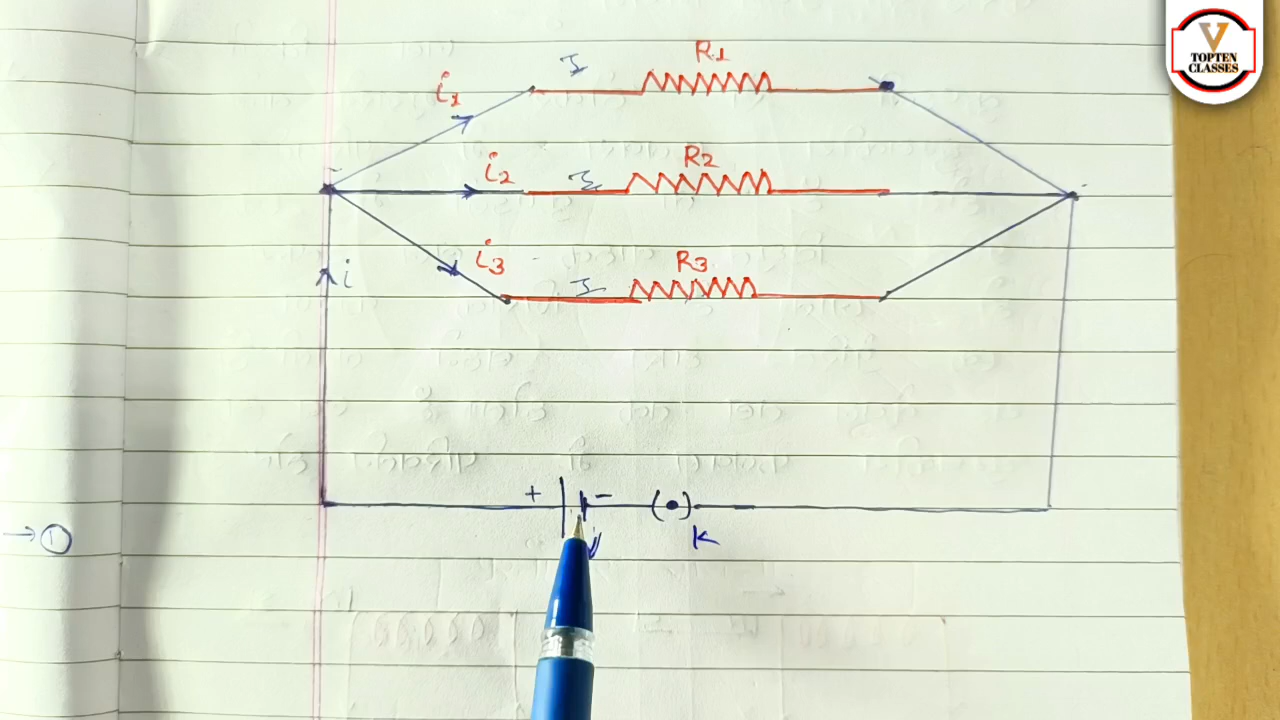 V
TOPTEN
CLASSES
R1
i1
R2
i2
R3
i3
i
+ −
(•)
K
→①